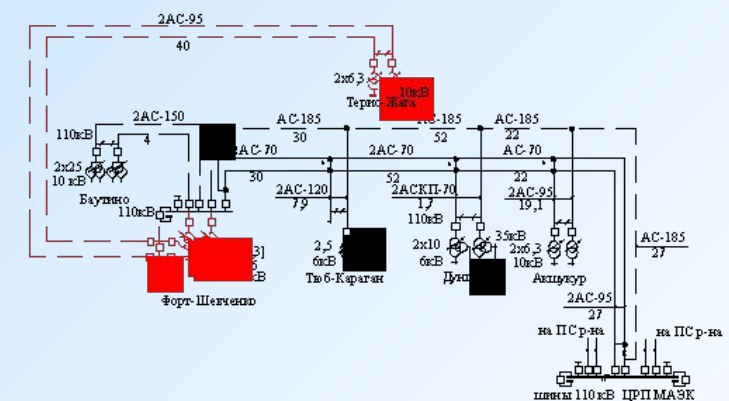 2АС-95
40
2х6,3
10кВ
Терис-Жага
2АС-150
АС-185
АС-185
АС-185
110кВ
4
30
52
22
2АС-70
2АС-70
АС-70
2х25
10 кВ
30
52
22
Баутино
2АС-120
2АСКП-70
2АС-95
7,9
1,7
19,1
110кВ
110кВ
35кВ
АС-185
27
2,5
6кВ
2х10
6кВ
2х6,3
10кВ
Тюб-Караган
Акшукур
2АС-95
27
Форт-Шевченко
на ПС р-на
на ПС р-на
шины 110 кВ ЦРП МАЭК